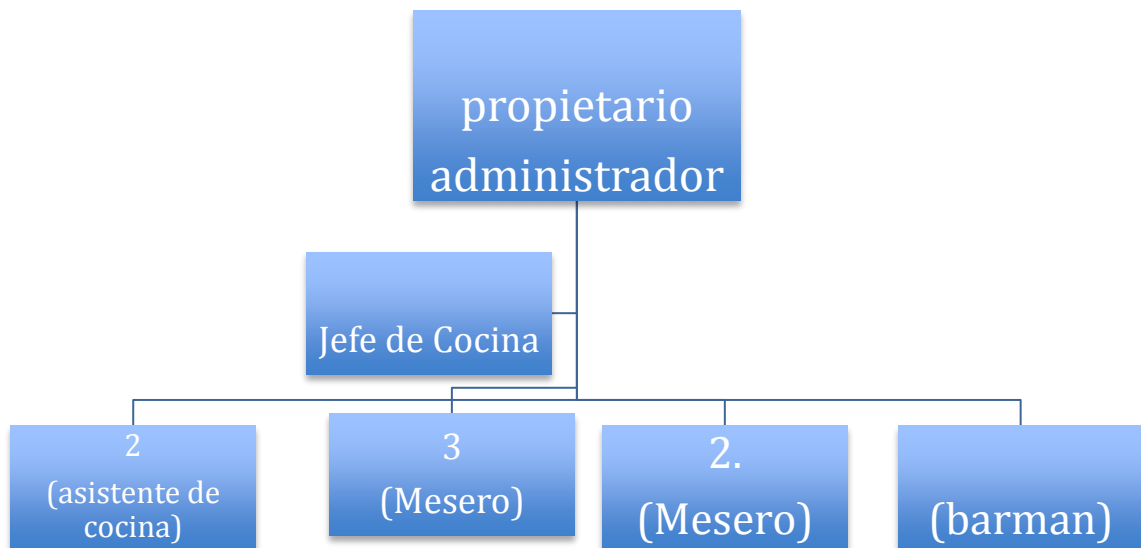 propietario
administrador
Jefe de Cocina
2
(asistente de
cocina)
3
(Mesero)
2.
(Mesero)
(barman)